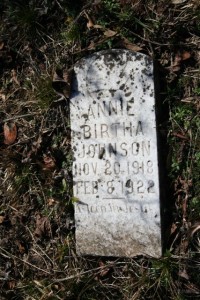 ANNIE
BIRTHA
JOHNSON
NOV. 20, 1918
FEB. 8, 1922